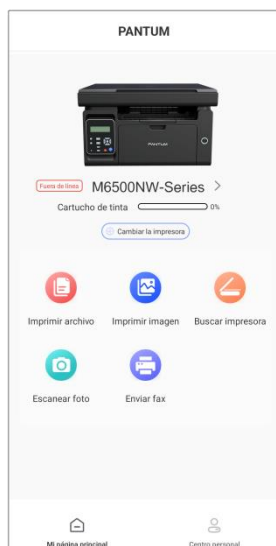 PANTUM
PANTUM
Fuera de línea M6500NW-Series >
Cartucho de tinta 0%
Cambiar la impresora
Imprimir archivo Imprimir imagen Buscar impresora
Escanear foto Enviar fax
Mi página principal Centro personal